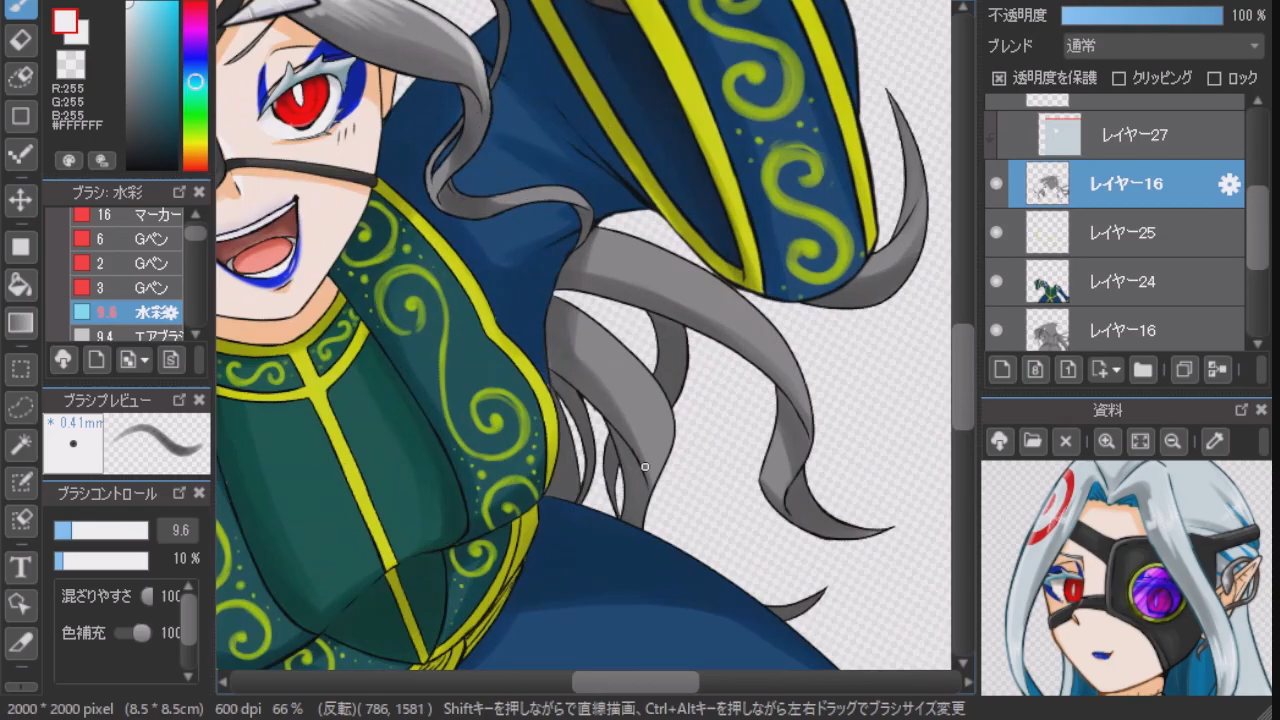 不透明度 100 %
ブレンド 通常
透明度を保護 クリッピング ロック
R:255
G:255
B:255
#FFFFFF
ブラシ: 水彩
16 マーカー
6 Gペン
2 Gペン
3 Gペン
9.6 水彩
94 エアブラシ
ブラシプレビュー
* 0.41mm
ブラシコントロール
9.6
10 %
混ざりやすさ 100
色補充 100
レイヤー27
レイヤー16
レイヤー25
レイヤー24
レイヤー16
資料
T
2000 * 2000 pixel (8.5 * 8.5cm) 600 dpi 66 % (反転)( 786, 1581 ) Shiftキーを押しながらで直線描画、Ctrl+Altキーを押しながら左右ドラッグでブラシサイズ変更